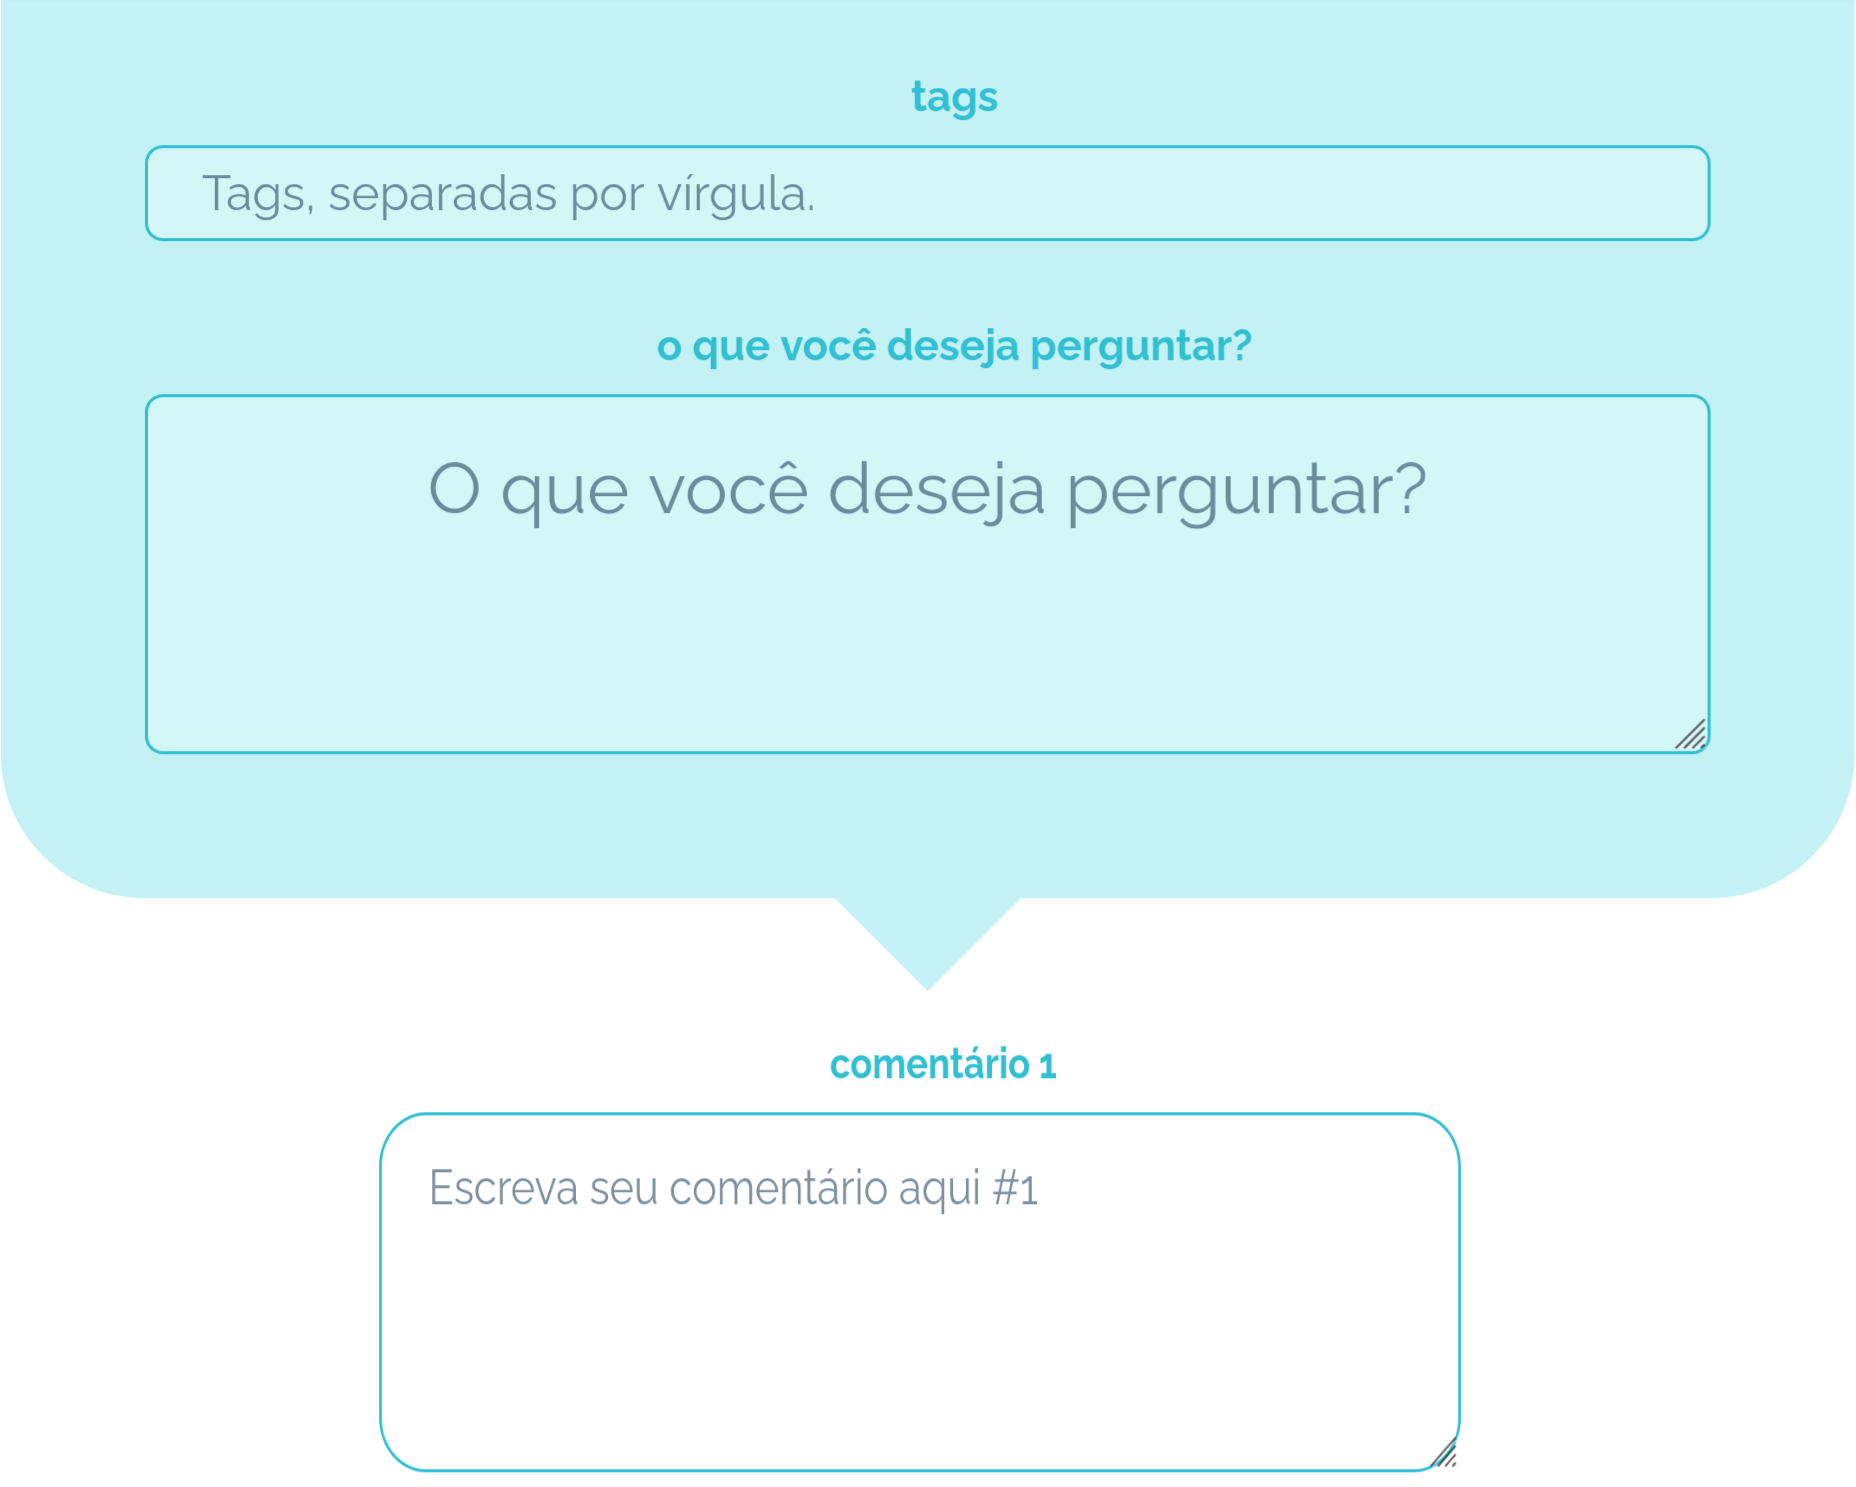 tags
Tags, separadas por vírgula.
o que você deseja perguntar?
O que você deseja perguntar?
comentário 1
Escreva seu comentário aqui #1